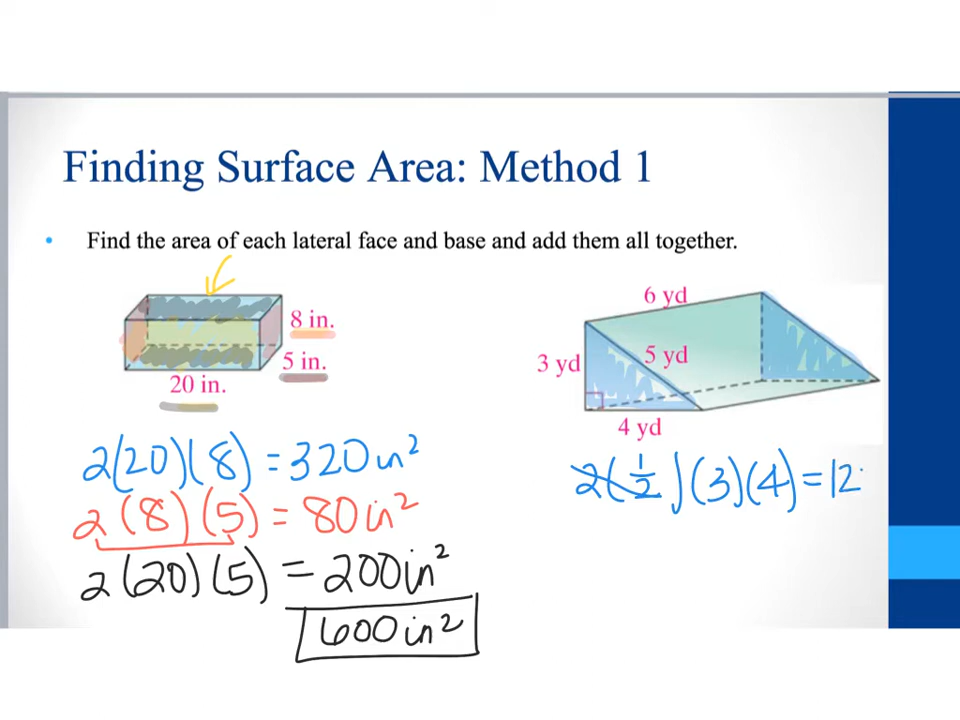 Finding Surface Area: Method 1
• Find the area of each lateral face and base and add them all together.
8 in.
5 in.
20 in.
6 yd
3 yd
5 yd
4 yd
2(20)(8) = 320 in²
2(8)(5) = 80 in²
2(20)(5) = 200 in²
600 in²
2(1/2)(3)(4) = 12